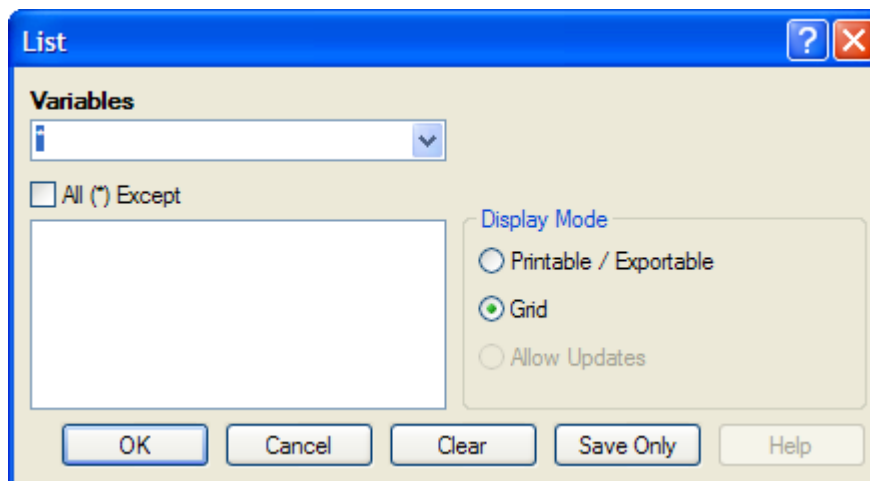 List
Variables
*
All (*) Except
Display Mode
Printable / Exportable
Grid
Allow Updates
OK Cancel Clear Save Only Help